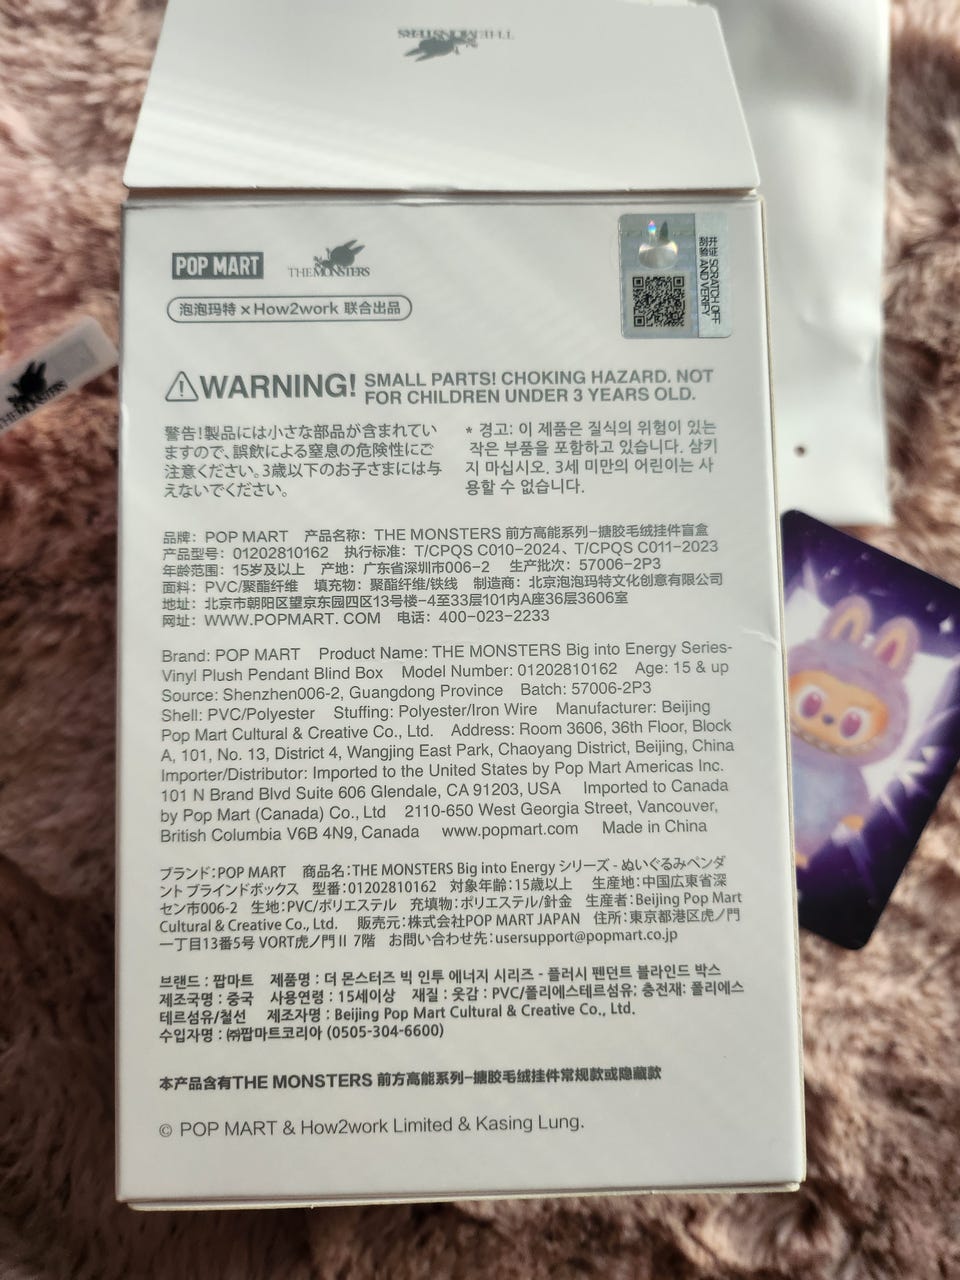 THE MONSTERS
POP MART
THE MONSTERS
泡泡玛特 × How2work 联合出品
刮涂层 查真伪
SCRATCH OFF AND VERIFY
THE MONSTERS
WARNING! SMALL PARTS! CHOKING HAZARD. NOT
FOR CHILDREN UNDER 3 YEARS OLD.
警告!製品には小さな部品が含まれてい
ますので、誤飲による窒息の危険性にご
注意ください。3歳以下のお子さまには与
えないでください。
* 경고: 이 제품은 질식의 위험이 있는
작은 부품을 포함하고 있습니다. 삼키
지 마십시오. 3세 미만의 어린이는 사
용할 수 없습니다.
品牌: POP MART 产品名称: THE MONSTERS 前方高能系列-搪胶毛绒挂件盲盒
产品型号: 01202810162 执行标准: T/CPQS C010-2024、T/CPQS C011-2023
年龄范围: 15岁及以上 产地: 广东省深圳市006-2 生产批次: 57006-2P3
面料: PVC/聚酯纤维 填充物: 聚酯纤维/铁线 制造商: 北京泡泡玛特文化创意有限公司
地址: 北京市朝阳区望京东园四区13号楼-4至33层101内A座36层3606室
网址: WWW.POPMART. COM 电话: 400-023-2233
Brand: POP MART Product Name: THE MONSTERS Big into Energy Series-
Vinyl Plush Pendant Blind Box Model Number: 01202810162 Age: 15 & up
Source: Shenzhen006-2, Guangdong Province Batch: 57006-2P3
Shell: PVC/Polyester Stuffing: Polyester/Iron Wire Manufacturer: Beijing
Pop Mart Cultural & Creative Co., Ltd. Address: Room 3606, 36th Floor, Block
A, 101, No. 13, District 4, Wangjing East Park, Chaoyang District, Beijing, China
Importer/Distributor: Imported to the United States by Pop Mart Americas Inc.
101 N Brand Blvd Suite 606 Glendale, CA 91203, USA Imported to Canada
by Pop Mart (Canada) Co., Ltd 2110-650 West Georgia Street, Vancouver,
British Columbia V6B 4N9, Canada www.popmart.com Made in China
ブランド:POP MART 商品名:THE MONSTERS Big into Energy シリーズ - ぬいぐるみペンダ
ント ブラインドボックス 型番:01202810162 対象年齢:15歳以上 生産地:中国広東省深
セン市006-2 生地:PVC/ポリエステル 充填物:ポリエステル/針金 生産者:Beijing Pop Mart
Cultural & Creative Co., Ltd. 販売元:株式会社POP MART JAPAN 住所:東京都港区虎ノ門
一丁目13番5号 VORT虎ノ門Ⅱ 7階 お問い合わせ先:usersupport@popmart.co.jp
브랜드 : 팝마트 제품명 : 더 몬스터즈 빅 인투 에너지 시리즈 - 플러시 펜던트 블라인드 박스
제조국명 : 중국 사용연령 : 15세이상 재질 : 옷감 : PVC/폴리에스테르섬유; 충전재: 폴리에스
테르섬유/철선 제조자명 : Beijing Pop Mart Cultural & Creative Co., Ltd.
수입자명 : ㈜팝마트코리아 (0505-304-6600)
本产品含有THE MONSTERS 前方高能系列-搪胶毛绒挂件常规款或隐藏款
© POP MART & How2work Limited & Kasing Lung.